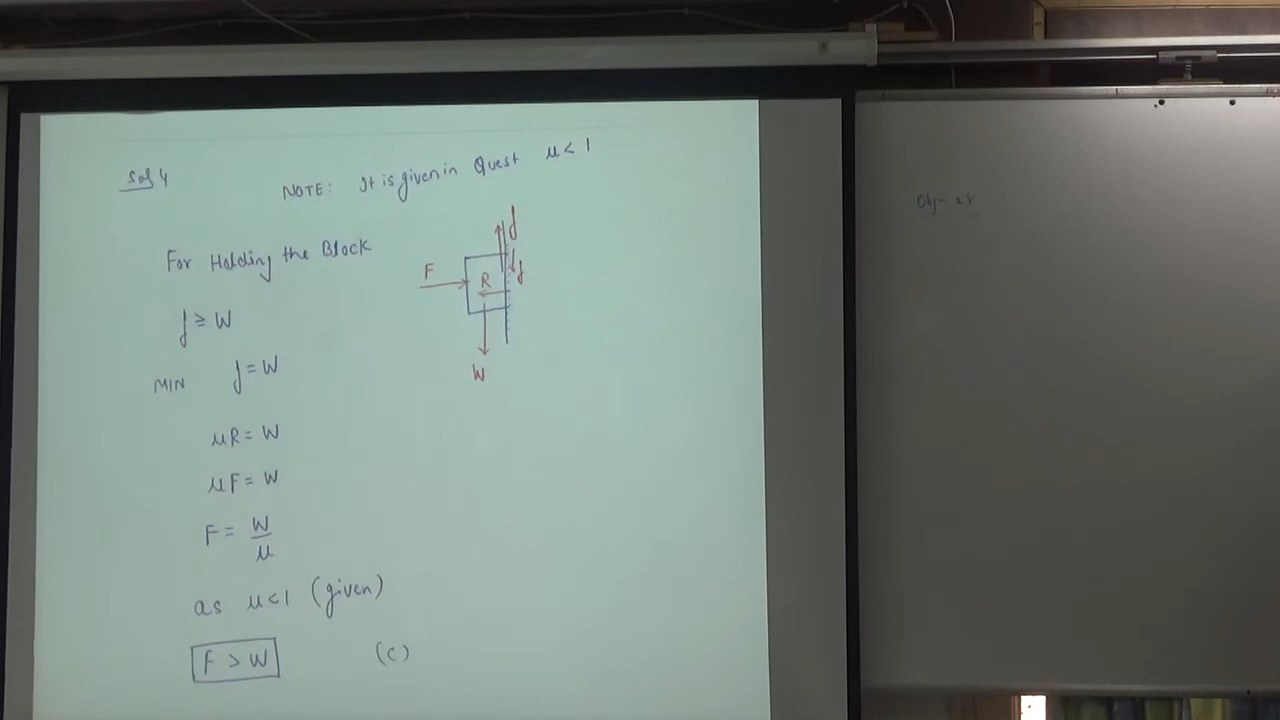 Sol 4
NOTE: It is given in Quest μ < 1
For Holding the Block
f ≥ W
MIN f = W
μR = W
μF = W
F = W/μ
as μ<1 (given)
F > W (C)
f
f
F
R
W